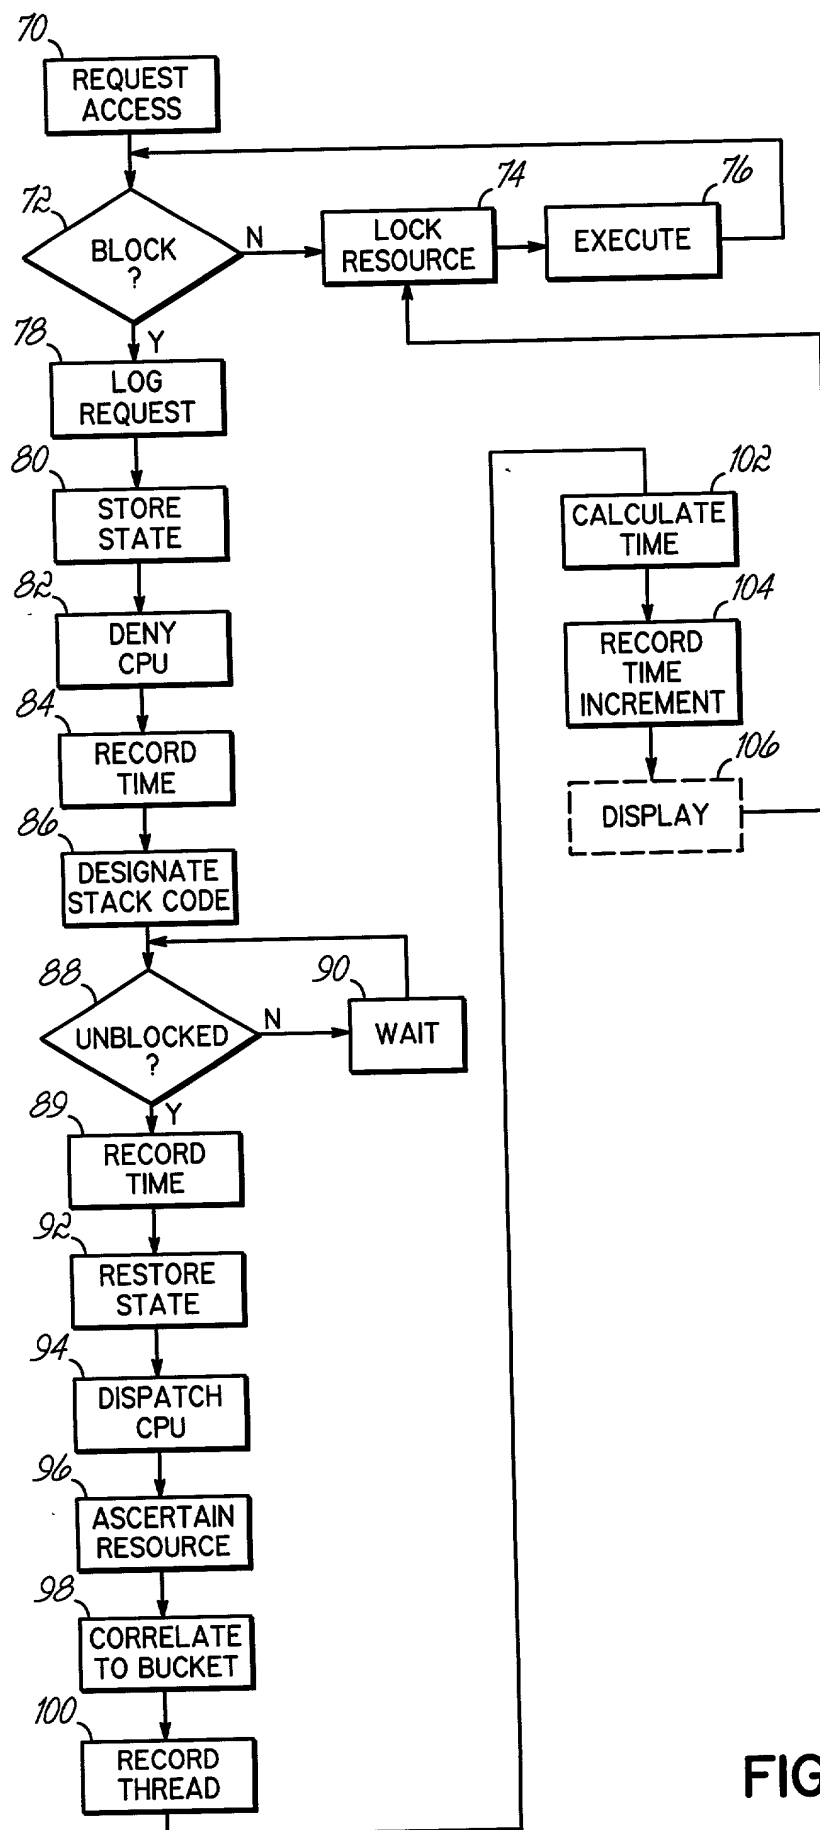 70
REQUEST
ACCESS
72
BLOCK
?
N
74
LOCK
RESOURCE
76
EXECUTE
Y
78
LOG
REQUEST
80
STORE
STATE
82
DENY
CPU
84
RECORD
TIME
86
DESIGNATE
STACK CODE
88
UNBLOCKED
?
N
90
WAIT
Y
89
RECORD
TIME
92
RESTORE
STATE
94
DISPATCH
CPU
96
ASCERTAIN
RESOURCE
98
CORRELATE
TO BUCKET
100
RECORD
THREAD
102
CALCULATE
TIME
104
RECORD
TIME
INCREMENT
106
DISPLAY
FIG